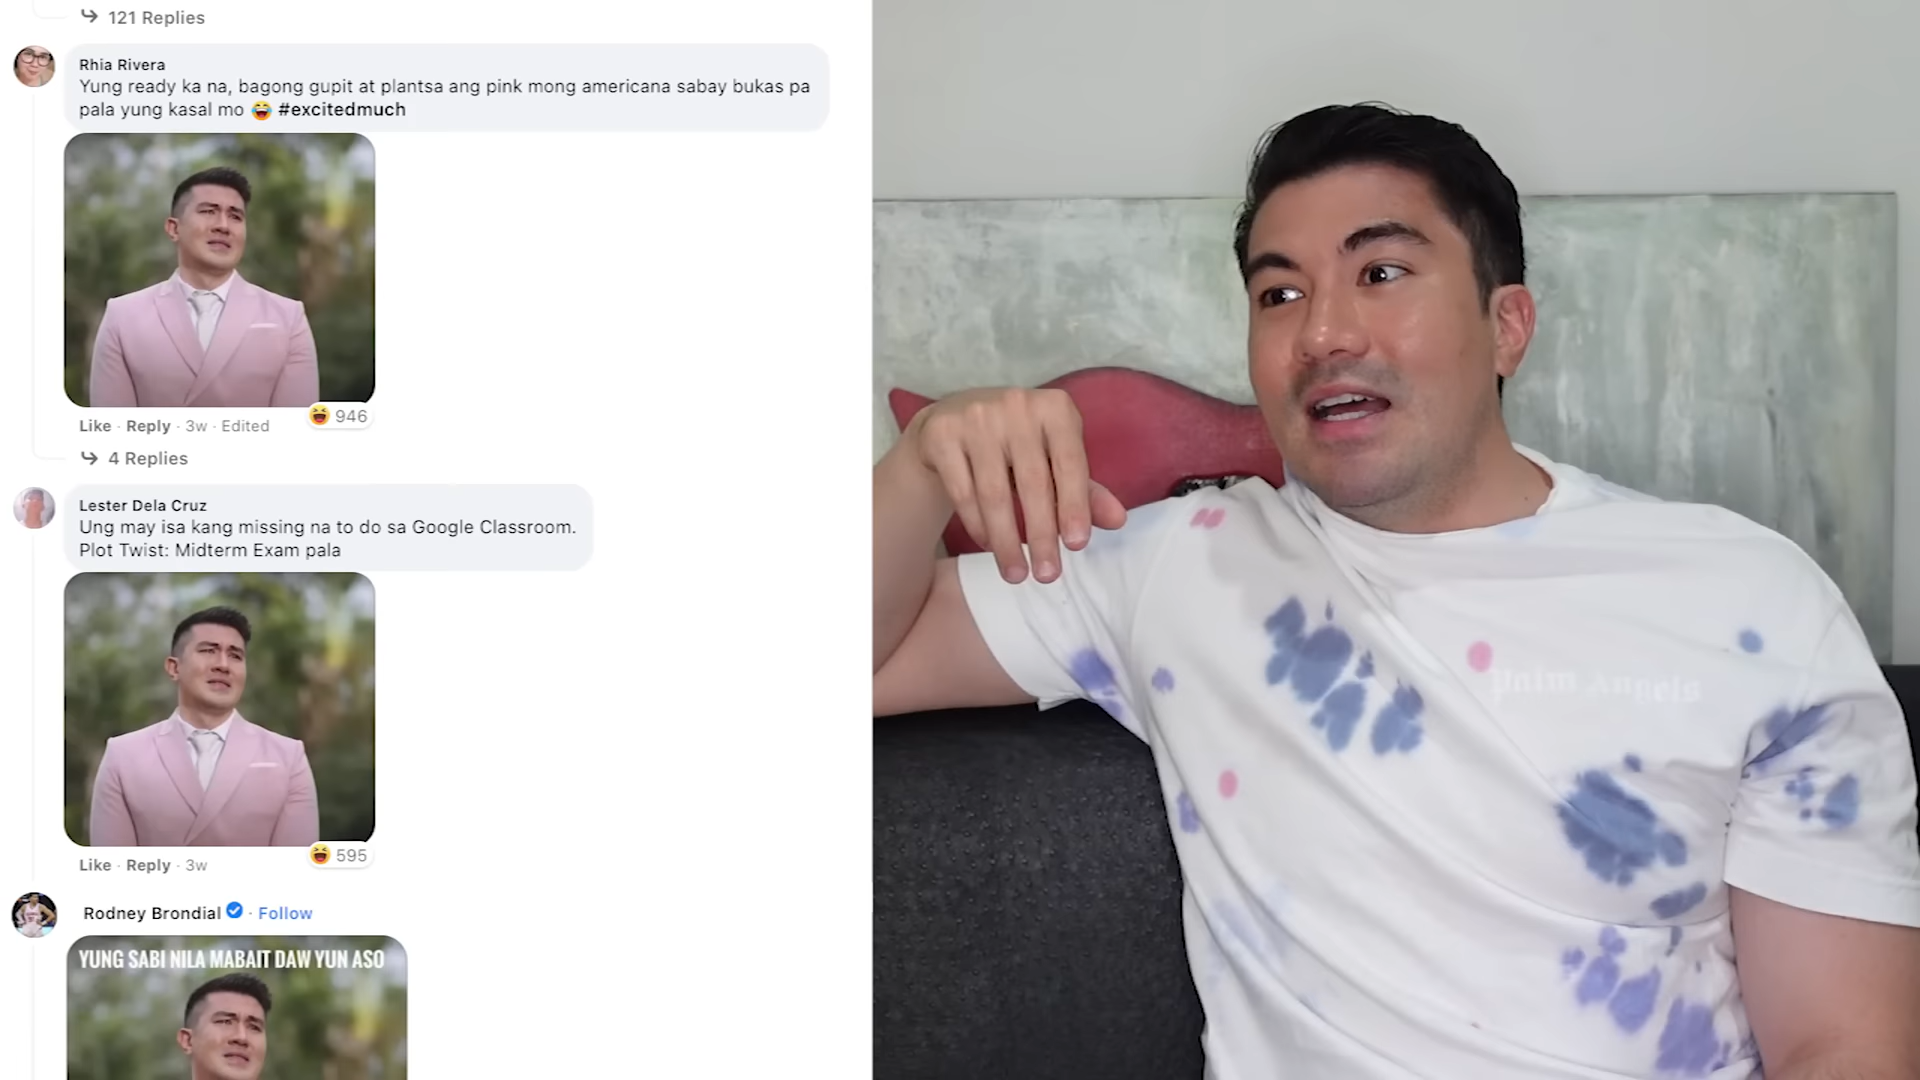 121 Replies
Rhia Rivera
Yung ready ka na, bagong gupit at plantsa ang pink mong americana sabay bukas pa
pala yung kasal mo 😂 #excitedmuch
Like · Reply · 3w · Edited
946
4 Replies
Lester Dela Cruz
Ung may isa kang missing na to do sa Google Classroom.
Plot Twist: Midterm Exam pala
Like · Reply · 3w
595
Rodney Brondial · Follow
YUNG SABI NILA MABAIT DAW YUN ASO
Palm Angels